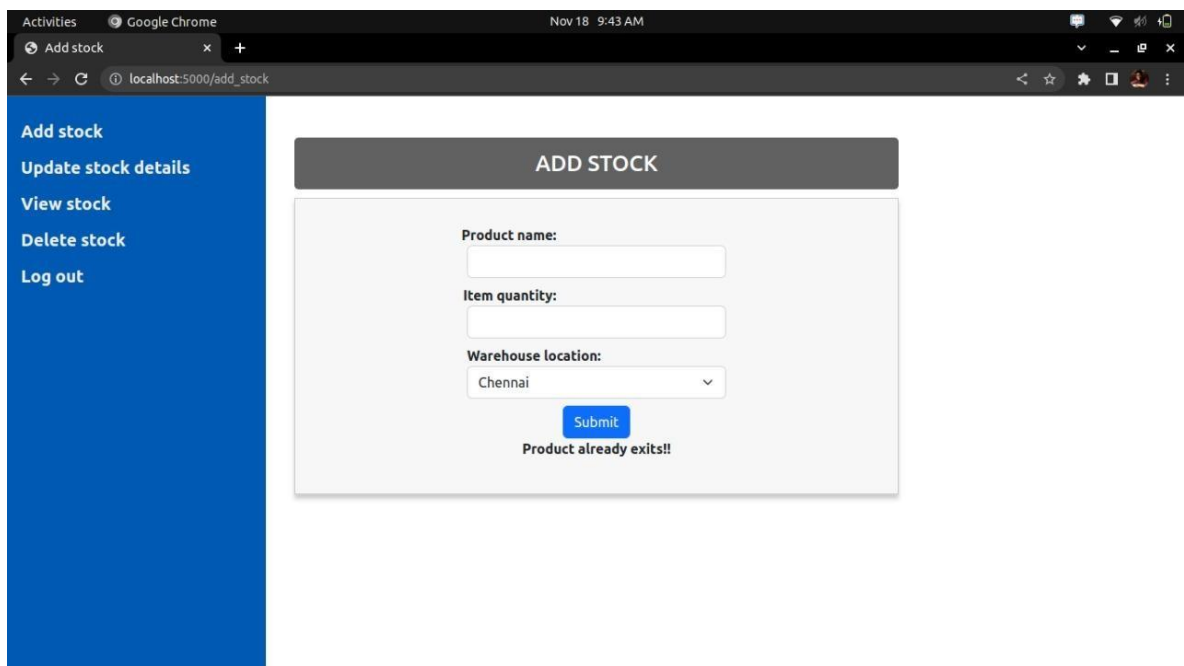 Activities Google Chrome Nov 18 9:43 AM
Add stock
localhost:5000/add_stock
Add stock
Update stock details
View stock
Delete stock
Log out
ADD STOCK
Product name:
Item quantity:
Warehouse location:
Chennai
Submit
Product already exits!!